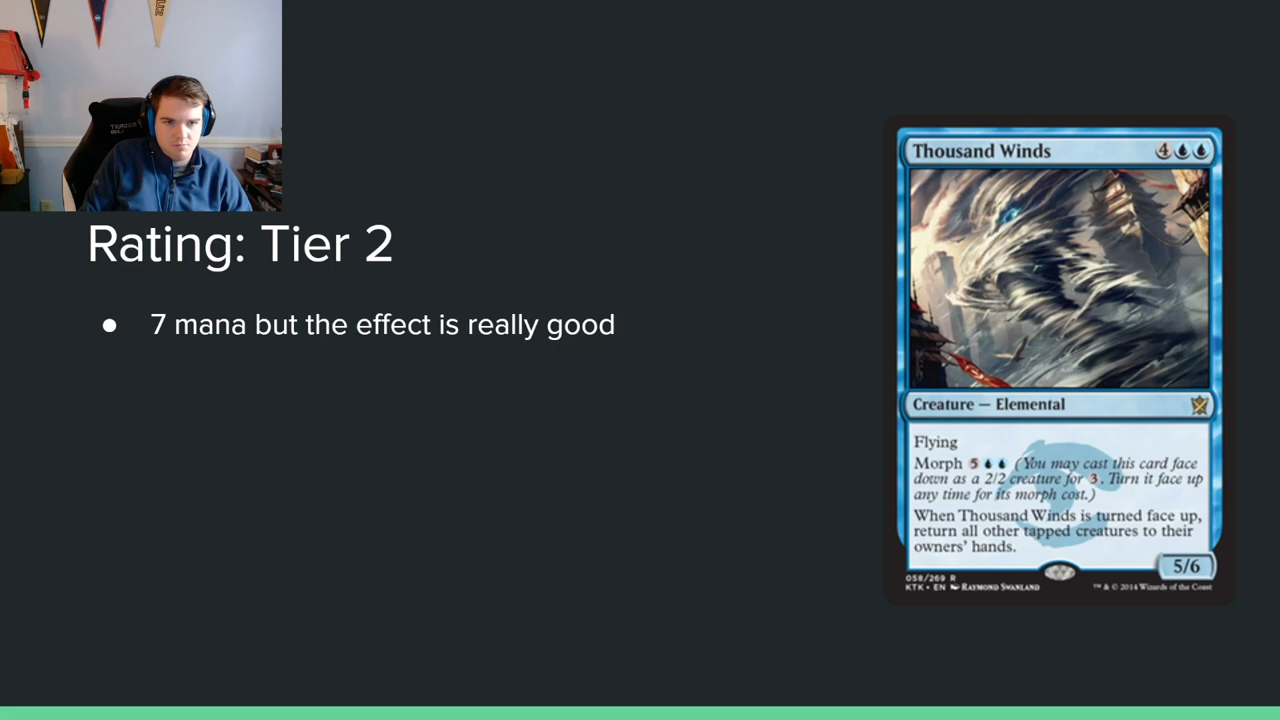 Rating: Tier 2
● 7 mana but the effect is really good
Thousand Winds 4
Creature — Elemental
Flying
Morph 5 (You may cast this card face
down as a 2/2 creature for 3. Turn it face up
any time for its morph cost.)
When Thousand Winds is turned face up,
return all other tapped creatures to their
owners' hands.
5/6
058/269 R
KTK • EN Raymond Swanland
™ & © 2014 Wizards of the Coast